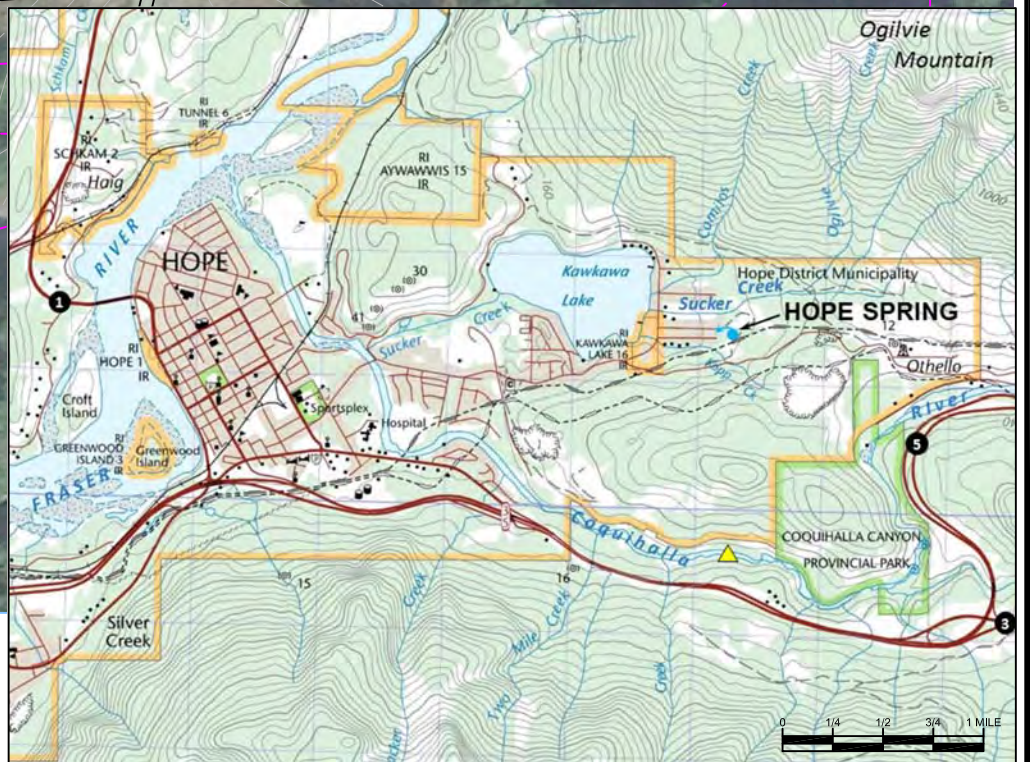 Ogilvie
Mountain
Schkam
Creek
Creek
RI
TUNNEL 6
IR
RI
SCHKAM 2
IR
Haig
RI
AYWAWWIS 15
IR
440
160
1000
RIVER
HOPE
30
41
Kawkawa
Lake
Hope District Municipality
Sucker Creek
HOPE SPRING
12
Othello
Creek
Sucker
RI
KAWKAWA
LAKE 16
IR
1
RI
HOPE 1
IR
Croft
Island
Sportsplex
Hospital
River
5
RI
GREENWOOD
ISLAND 3
IR
Greenwood
Island
FRASER
Coquihalla
COQUIHALLA CANYON
PROVINCIAL PARK
15
16
Creek
Mile Creek
Two
Creek
Silver
Creek
3
0 1/4 1/2 3/4 1 MILE